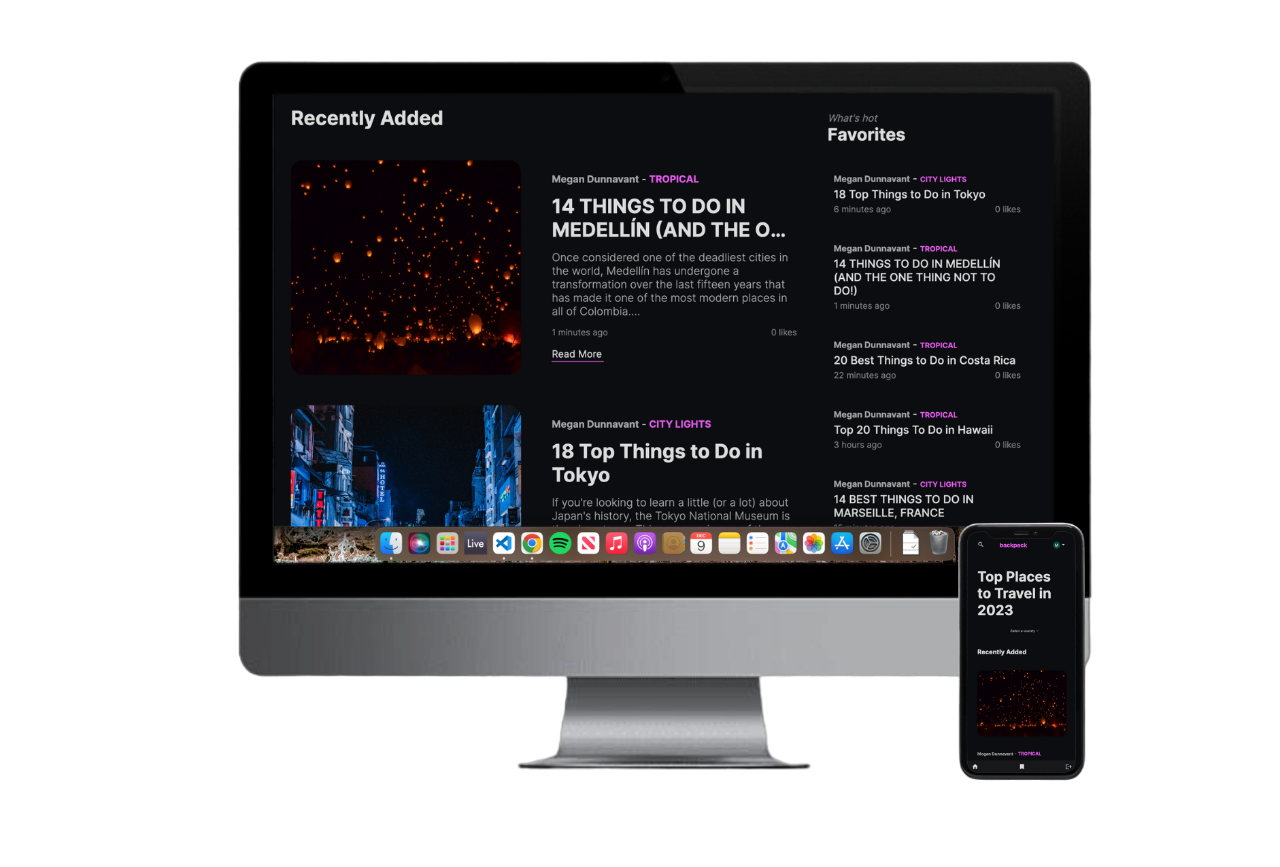 Recently Added
Megan Dunnavant - TROPICAL
14 THINGS TO DO IN
MEDELLÍN (AND THE O...
Once considered one of the deadliest cities in
the world, Medellín has undergone a
transformation over the last fifteen years that
has made it one of the most modern places in
all of Colombia....
1 minutes ago
0 likes
Read More
HOTEL
TATT
Megan Dunnavant - CITY LIGHTS
18 Top Things to Do in
Tokyo
If you're looking to learn a little (or a lot) about
Japan's history, the Tokyo National Museum is
What's hot
Favorites
Megan Dunnavant - CITY LIGHTS
18 Top Things to Do in Tokyo
6 minutes ago
0 likes
Megan Dunnavant - TROPICAL
14 THINGS TO DO IN MEDELLÍN
(AND THE ONE THING NOT TO
DO!)
1 minutes ago
0 likes
Megan Dunnavant - TROPICAL
20 Best Things to Do in Costa Rica
22 minutes ago
0 likes
Megan Dunnavant - TROPICAL
Top 20 Things To Do in Hawaii
3 hours ago
0 likes
Megan Dunnavant - CITY LIGHTS
14 BEST THINGS TO DO IN
MARSEILLE, FRANCE
Live
DEC
9
backpack
Top Places
to Travel in
2023
Recently Added
Megan Dunnavant - TROPICAL